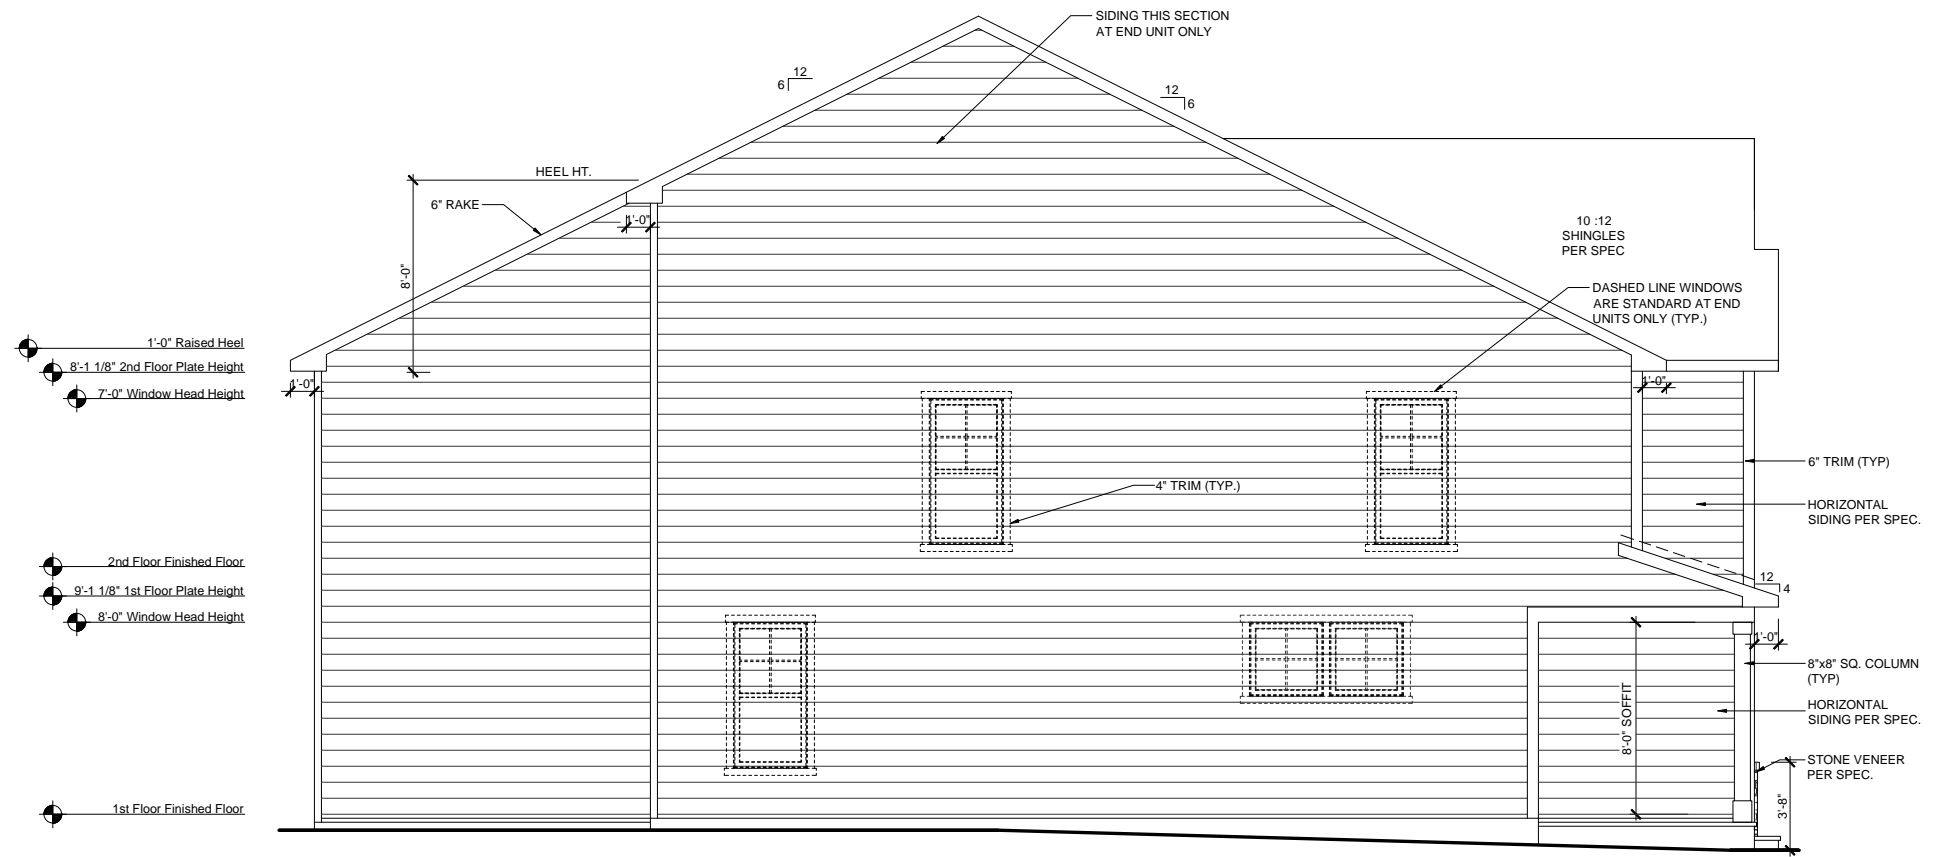 SIDING THIS SECTION
AT END UNIT ONLY
12
6
12
6
HEEL HT.
6" RAKE
1'-0"
8'-0"
10 :12
SHINGLES
PER SPEC
DASHED LINE WINDOWS
ARE STANDARD AT END
UNITS ONLY (TYP.)
1'-0" Raised Heel
8'-1 1/8" 2nd Floor Plate Height
7'-0" Window Head Height
1'-0"
1'-0"
6" TRIM (TYP)
4" TRIM (TYP.)
HORIZONTAL
SIDING PER SPEC.
2nd Floor Finished Floor
9'-1 1/8" 1st Floor Plate Height
8'-0" Window Head Height
12
4
1'-0"
8"x8" SQ. COLUMN
(TYP)
8'-0" SOFFIT
HORIZONTAL
SIDING PER SPEC.
STONE VENEER
PER SPEC.
3'-8"
1st Floor Finished Floor